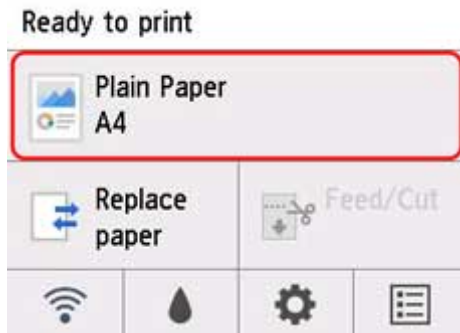 Ready to print
Plain Paper
A4
Replace
paper
Feed/Cut